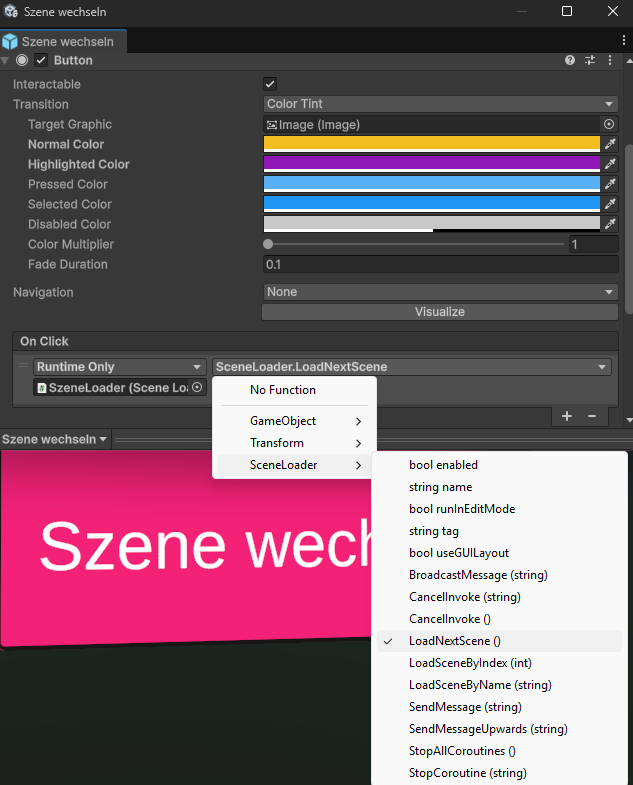 Szene wechseln
Szene wechseln
Button
Interactable
Transition Color Tint
Target Graphic Image (Image)
Normal Color
Highlighted Color
Pressed Color
Selected Color
Disabled Color
Color Multiplier 1
Fade Duration 0.1
Navigation None
Visualize
On Click
Runtime Only SceneLoader.LoadNextScene
SzeneLoader (Scene Loa
No Function
GameObject
Transform
SceneLoader
bool enabled
string name
bool runInEditMode
string tag
bool useGUILayout
BroadcastMessage (string)
CancelInvoke (string)
CancelInvoke ()
LoadNextScene ()
LoadSceneByIndex (int)
LoadSceneByName (string)
SendMessage (string)
SendMessageUpwards (string)
StopAllCoroutines ()
StopCoroutine (string)
Szene wechseln
Szene wech